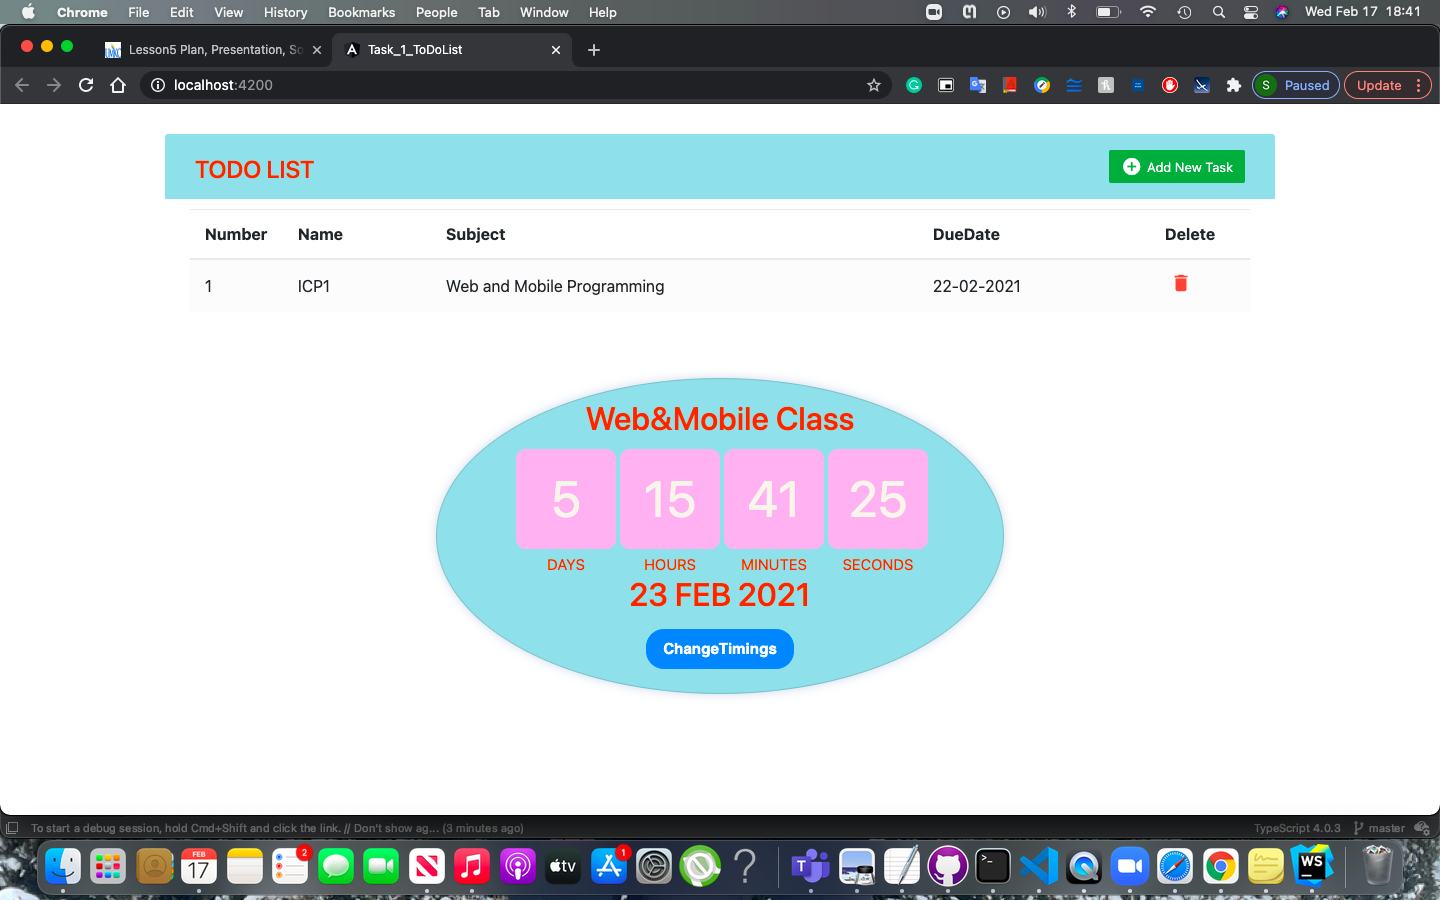 Chrome File Edit View History Bookmarks People Tab Window Help Wed Feb 17 18:41
Lesson5 Plan, Presentation, So Task_1_ToDoList
localhost:4200 S Paused Update
TODO LIST Add New Task
Number Name Subject DueDate Delete
1 ICP1 Web and Mobile Programming 22-02-2021
Web&Mobile Class
5 15 41 25
DAYS HOURS MINUTES SECONDS
23 FEB 2021
ChangeTimings
To start a debug session, hold Cmd+Shift and click the link. // Don't show ag... (3 minutes ago) TypeScript 4.0.3 master
FEB
17 2 tv 1 T >_ WS